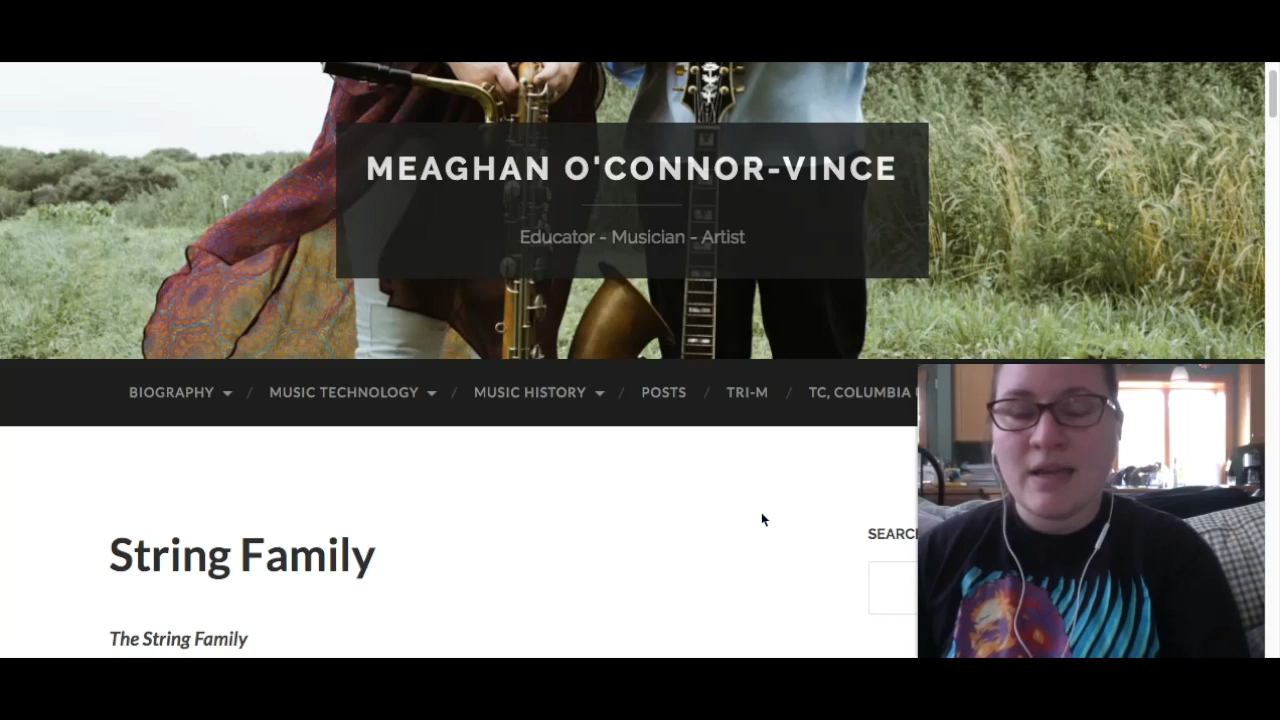 MEAGHAN O'CONNOR-VINCE
Educator - Musician - Artist
BIOGRAPHY / MUSIC TECHNOLOGY / MUSIC HISTORY / POSTS / TRI-M / TC, COLUMBIA
String Family
SEARCH
The String Family